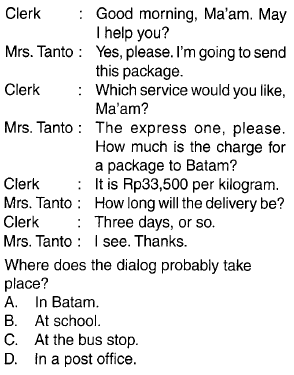 Clerk : Good morning, Ma'am. May
I help you?
Mrs. Tanto : Yes, please. I'm going to send
this package.
Clerk : Which service would you like,
Ma'am?
Mrs. Tanto : The express one, please.
How much is the charge for
a package to Batam?
Clerk : It is Rp33,500 per kilogram.
Mrs. Tanto : How long will the delivery be?
Clerk : Three days, or so.
Mrs. Tanto : I see. Thanks.
Where does the dialog probably take
place?
A. In Batam.
B. At school.
C. At the bus stop.
D. In a post office.